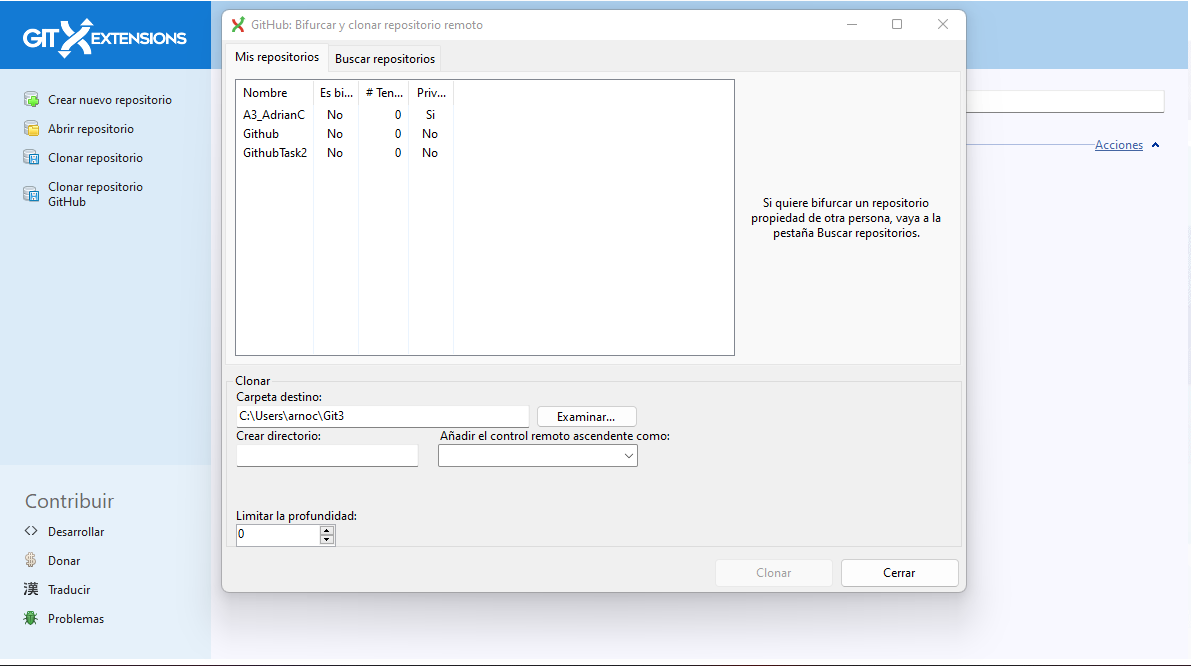 GIT EXTENSIONS
Crear nuevo repositorio
Abrir repositorio
Clonar repositorio
Clonar repositorio
GitHub
Contribuir
Desarrollar
Donar
漢 Traducir
Problemas
GitHub: Bifurcar y clonar repositorio remoto
Mis repositorios Buscar repositorios
Nombre Es bi... # Ten... Priv...
A3_AdrianC No 0 Si
Github No 0 No
GithubTask2 No 0 No
Si quiere bifurcar un repositorio
propiedad de otra persona, vaya a la
pestaña Buscar repositorios.
Clonar
Carpeta destino:
C:\Users\arnoc\Git3 Examinar...
Crear directorio: Añadir el control remoto ascendente como:
Limitar la profundidad:
0
Clonar Cerrar
Acciones